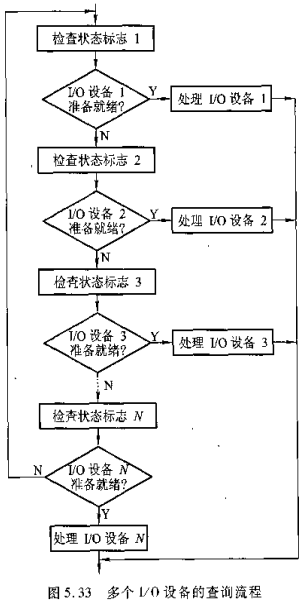 检查状态标志 1
I/O 设备 1
准备就绪?
Y
处理 I/O 设备 1
N
检查状态标志 2
I/O 设备 2
准备就绪?
Y
处理 I/O 设备 2
N
检查状态标志 3
I/O 设备 3
准备就绪?
Y
处理 I/O 设备 3
N
检查状态标志 N
N
I/O 设备 N
准备就绪?
Y
处理 I/O 设备 N
图 5.33 多个 I/O 设备的查询流程